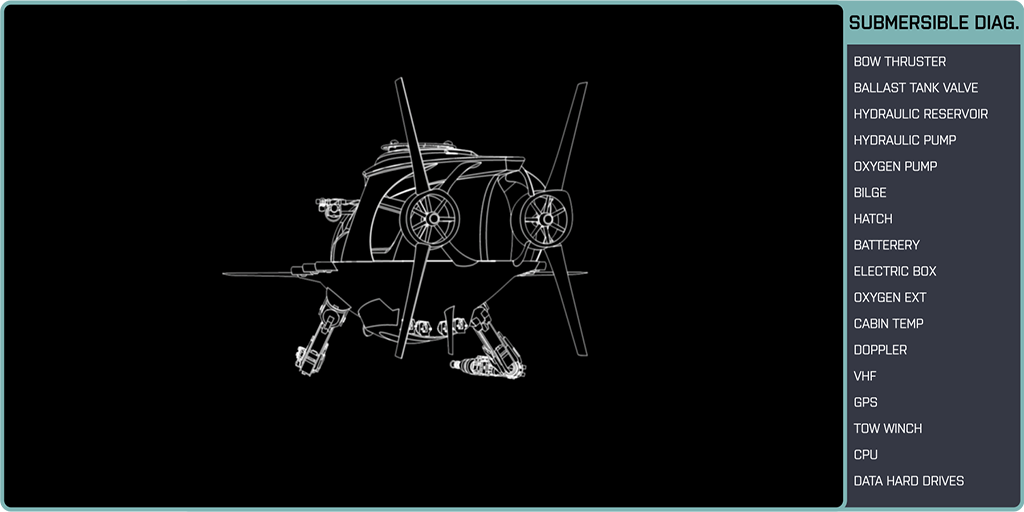 SUBMERSIBLE DIAG.
BOW THRUSTER
BALLAST TANK VALVE
HYDRAULIC RESERVOIR
HYDRAULIC PUMP
OXYGEN PUMP
BILGE
HATCH
BATTERERY
ELECTRIC BOX
OXYGEN EXT
CABIN TEMP
DOPPLER
VHF
GPS
TOW WINCH
CPU
DATA HARD DRIVES